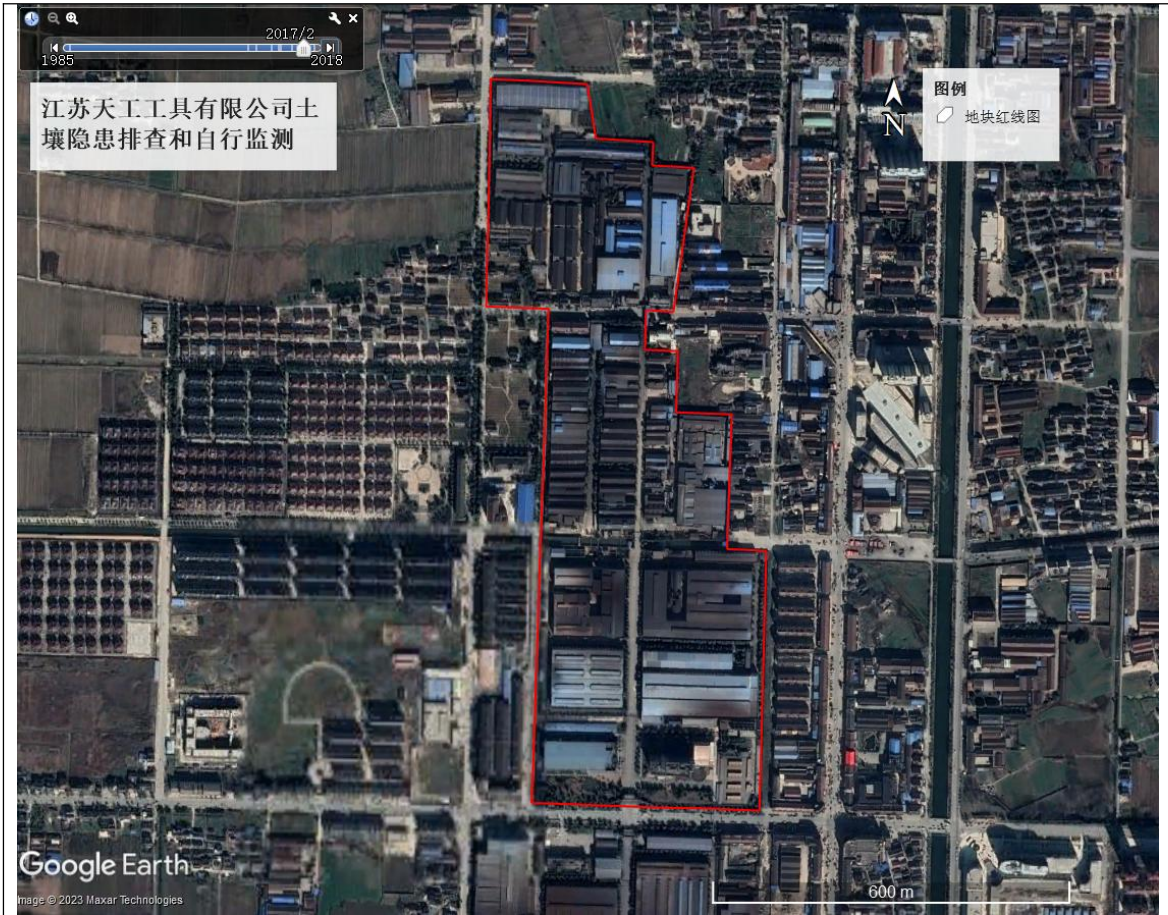 2017/2
1985
2018
江苏天工工具有限公司土
壤隐患排查和自行监测
图例
地块红线图
N
Google Earth
Image © 2023 Maxar Technologies
600 m